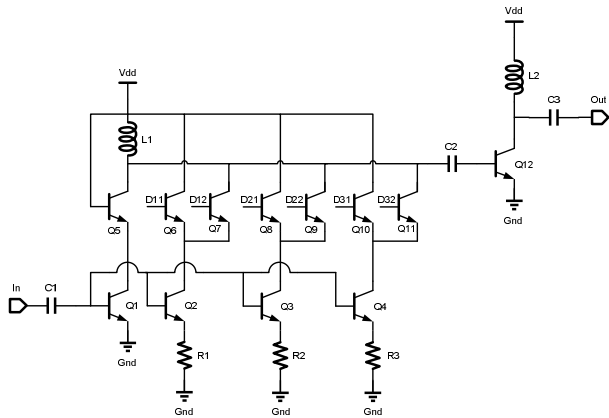 Vdd
L2
C3
Out
Vdd
L1
C2
Q12
D11
D12
D21
D22
D31
D32
Gnd
Q5
Q6
Q7
Q8
Q9
Q10
Q11
In
C1
Q1
Q2
Q3
Q4
Gnd
R1
R2
R3
Gnd
Gnd
Gnd